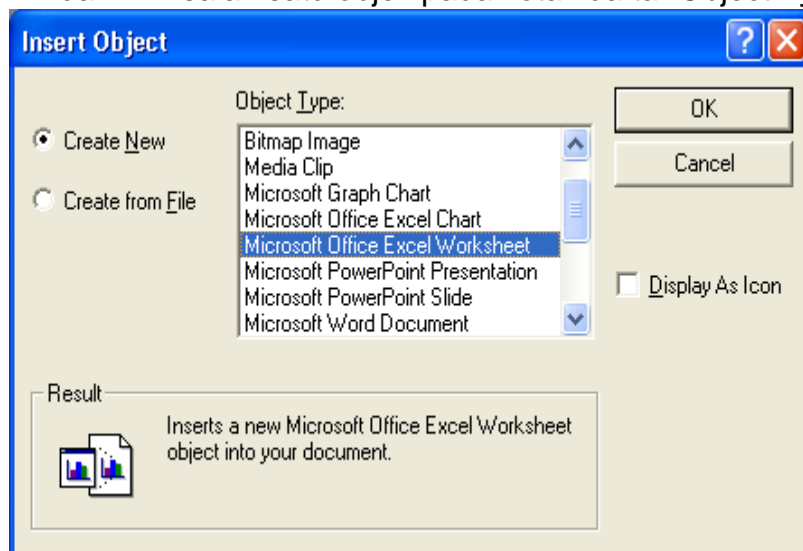 Insert Object
Object Type:
Create New
Create from File
Bitmap Image
Media Clip
Microsoft Graph Chart
Microsoft Office Excel Chart
Microsoft Office Excel Worksheet
Microsoft PowerPoint Presentation
Microsoft PowerPoint Slide
Microsoft Word Document
OK
Cancel
Display As Icon
Result
Inserts a new Microsoft Office Excel Worksheet
object into your document.